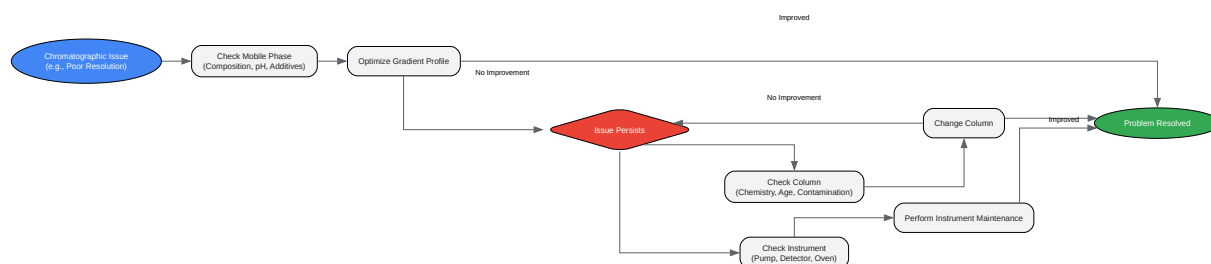 Improved
Chromatographic Issue
(e.g., Poor Resolution)
Check Mobile Phase
(Composition, pH, Additives)
Optimize Gradient Profile
No Improvement
No Improvement
Issue Persists
Change Column
Improved
Problem Resolved
Check Column
(Chemistry, Age, Contamination)
Perform Instrument Maintenance
Check Instrument
(Pump, Detector, Oven)